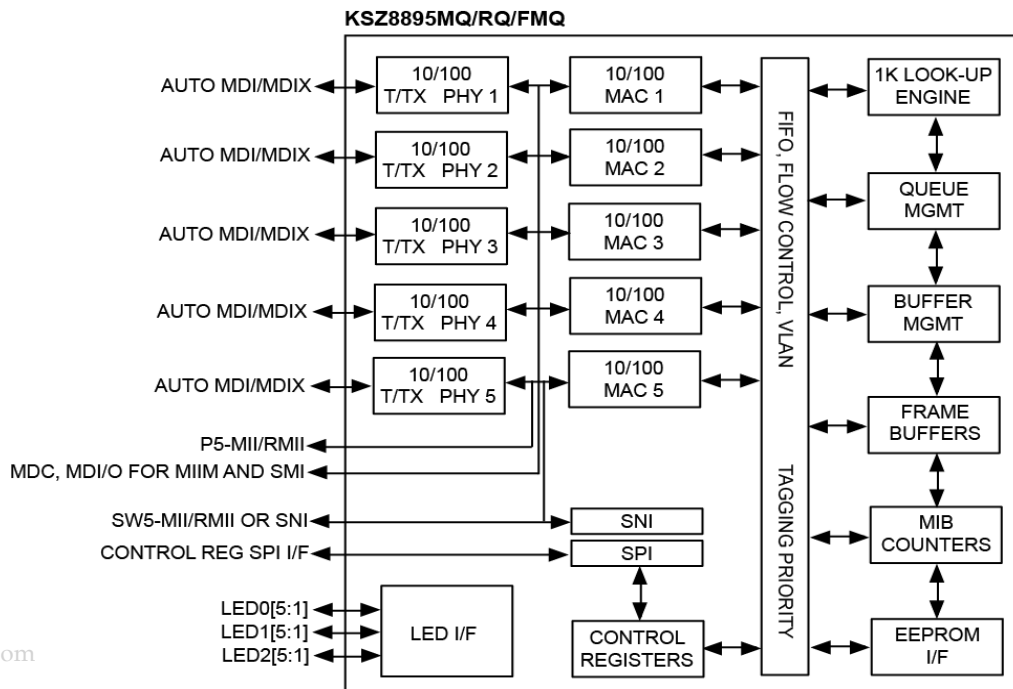 KSZ8895MQ/RQ/FMQ
AUTO MDI/MDIX
10/100
T/TX PHY 1
10/100
MAC 1
1K LOOK-UP
ENGINE
AUTO MDI/MDIX
10/100
T/TX PHY 2
10/100
MAC 2
QUEUE
MGMT
AUTO MDI/MDIX
10/100
T/TX PHY 3
10/100
MAC 3
AUTO MDI/MDIX
10/100
T/TX PHY 4
10/100
MAC 4
BUFFER
MGMT
AUTO MDI/MDIX
10/100
T/TX PHY 5
10/100
MAC 5
FRAME
BUFFERS
FIFO, FLOW CONTROL, VLAN TAGGING PRIORITY
P5-MII/RMII
MDC, MDI/O FOR MIIM AND SMI
SW5-MII/RMII OR SNI
SNI
MIB
COUNTERS
CONTROL REG SPI I/F
SPI
LED0[5:1]
LED1[5:1]
LED2[5:1]
LED I/F
CONTROL
REGISTERS
EEPROM
I/F
om